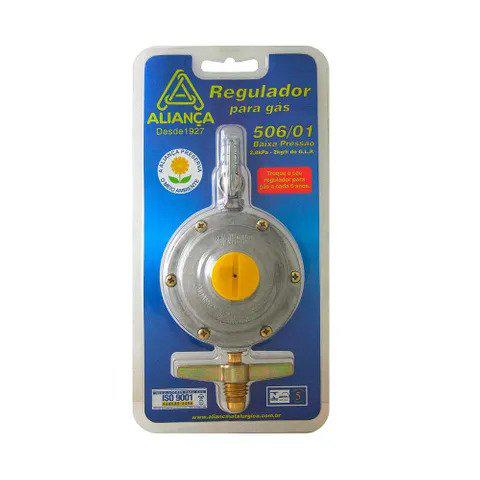 Regulador
para gás
ALIANÇA
Desde1927
506/01
Baixa Pressão
2,8kPa - 2kg/h de G.L.P.
A ALIANÇA PRESERVA
O MEIO AMBIENTE
Troque o seu
regulador para
gás a cada 5 anos.
ISO 9001
5
www.aliancametalurgica.com.br